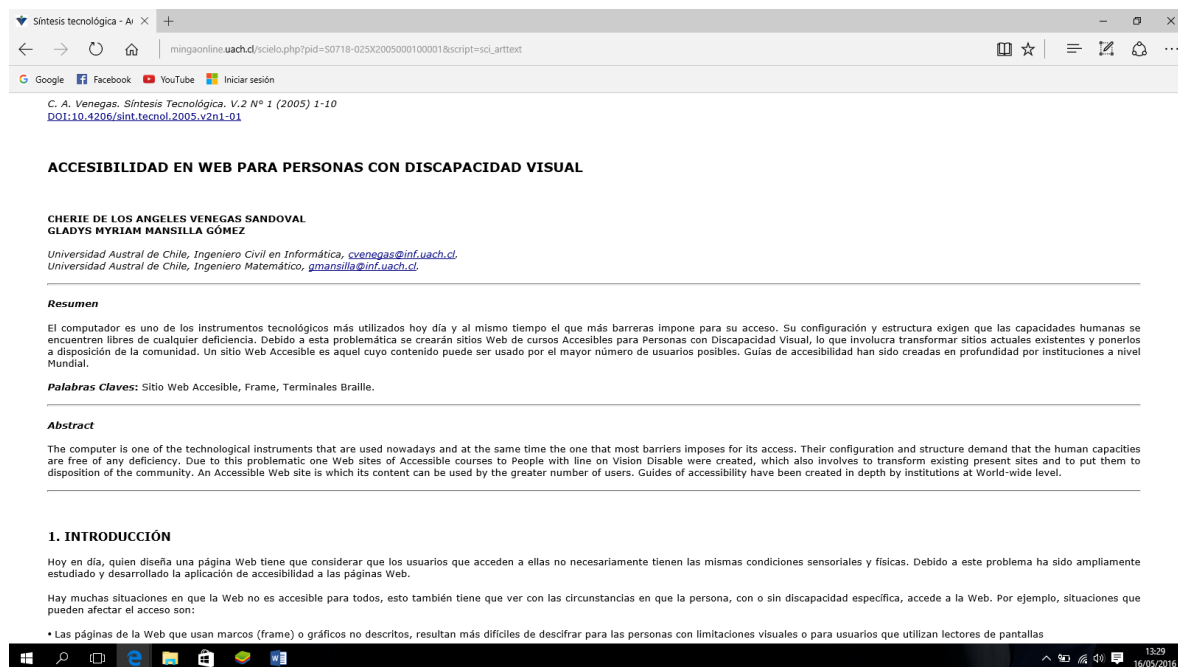 Síntesis tecnológica - A
mingaonline.uach.cl/scielo.php?pid=S0718-025X2005000100001&script=sci_arttext
Google Facebook YouTube Iniciar sesión
C. A. Venegas. Síntesis Tecnológica. V.2 Nº 1 (2005) 1-10
DOI:10.4206/sint.tecnol.2005.v2n1-01
ACCESIBILIDAD EN WEB PARA PERSONAS CON DISCAPACIDAD VISUAL
CHERIE DE LOS ANGELES VENEGAS SANDOVAL
GLADYS MYRIAM MANSILLA GÓMEZ
Universidad Austral de Chile, Ingeniero Civil en Informática, cvenegas@inf.uach.cl.
Universidad Austral de Chile, Ingeniero Matemático, gmansilla@inf.uach.cl.
Resumen
El computador es uno de los instrumentos tecnológicos más utilizados hoy día y al mismo tiempo el que más barreras impone para su acceso. Su configuración y estructura exigen que las capacidades humanas se
encuentren libres de cualquier deficiencia. Debido a esta problemática se crearán sitios Web de cursos Accesibles para Personas con Discapacidad Visual, lo que involucra transformar sitios actuales existentes y ponerlos
a disposición de la comunidad. Un sitio Web Accesible es aquel cuyo contenido puede ser usado por el mayor número de usuarios posibles. Guías de accesibilidad han sido creadas en profundidad por instituciones a nivel
Mundial.
Palabras Claves: Sitio Web Accesible, Frame, Terminales Braille.
Abstract
The computer is one of the technological instruments that are used nowadays and at the same time the one that most barriers imposes for its access. Their configuration and structure demand that the human capacities
are free of any deficiency. Due to this problematic one Web sites of Accessible courses to People with line on Vision Disable were created, which also involves to transform existing present sites and to put them to
disposition of the community. An Accessible Web site is which its content can be used by the greater number of users. Guides of accessibility have been created in depth by institutions at World-wide level.
1. INTRODUCCIÓN
Hoy en día, quien diseña una página Web tiene que considerar que los usuarios que acceden a ellas no necesariamente tienen las mismas condiciones sensoriales y físicas. Debido a este problema ha sido ampliamente
estudiado y desarrollado la aplicación de accesibilidad a las páginas Web.
Hay muchas situaciones en que la Web no es accesible para todos, esto también tiene que ver con las circunstancias en que la persona, con o sin discapacidad específica, accede a la Web. Por ejemplo, situaciones que
pueden afectar el acceso son:
• Las páginas de la Web que usan marcos (frame) o gráficos no descritos, resultan más difíciles de descifrar para las personas con limitaciones visuales o para usuarios que utilizan lectores de pantallas
13:29
16/05/2016